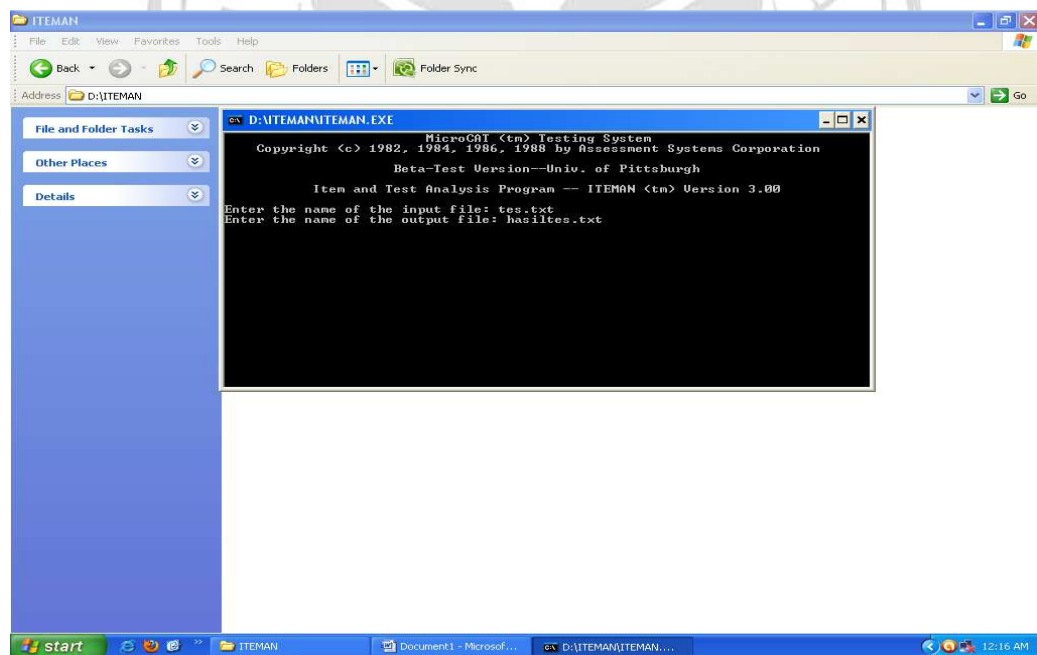 ITEMAN
File Edit View Favorites Tools Help
Back Search Folders Folder Sync
Address D:\ITEMAN Go
File and Folder Tasks
Other Places
Details
D:\ITEMAN\ITEMAN.EXE
MicroCAT (tm) Testing System
Copyright (c) 1982, 1984, 1986, 1988 by Assessment Systems Corporation
Beta-Test Version--Univ. of Pittsburgh
Item and Test Analysis Program -- ITEMAN (tm) Version 3.00
Enter the name of the input file: tes.txt
Enter the name of the output file: hasiltes.txt
start ITEMAN Document1 - Microsof... D:\ITEMAN\ITEMAN.... 12:16 AM